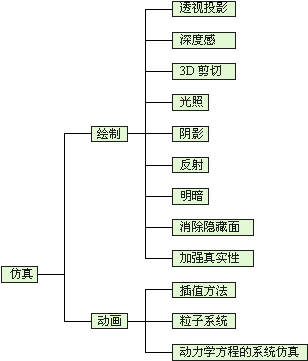 透视投影
深度感
3D 剪切
光照
绘制
阴影
反射
明暗
消除隐藏面
加强真实性
仿真
插值方法
动画
粒子系统
动力学方程的系统仿真